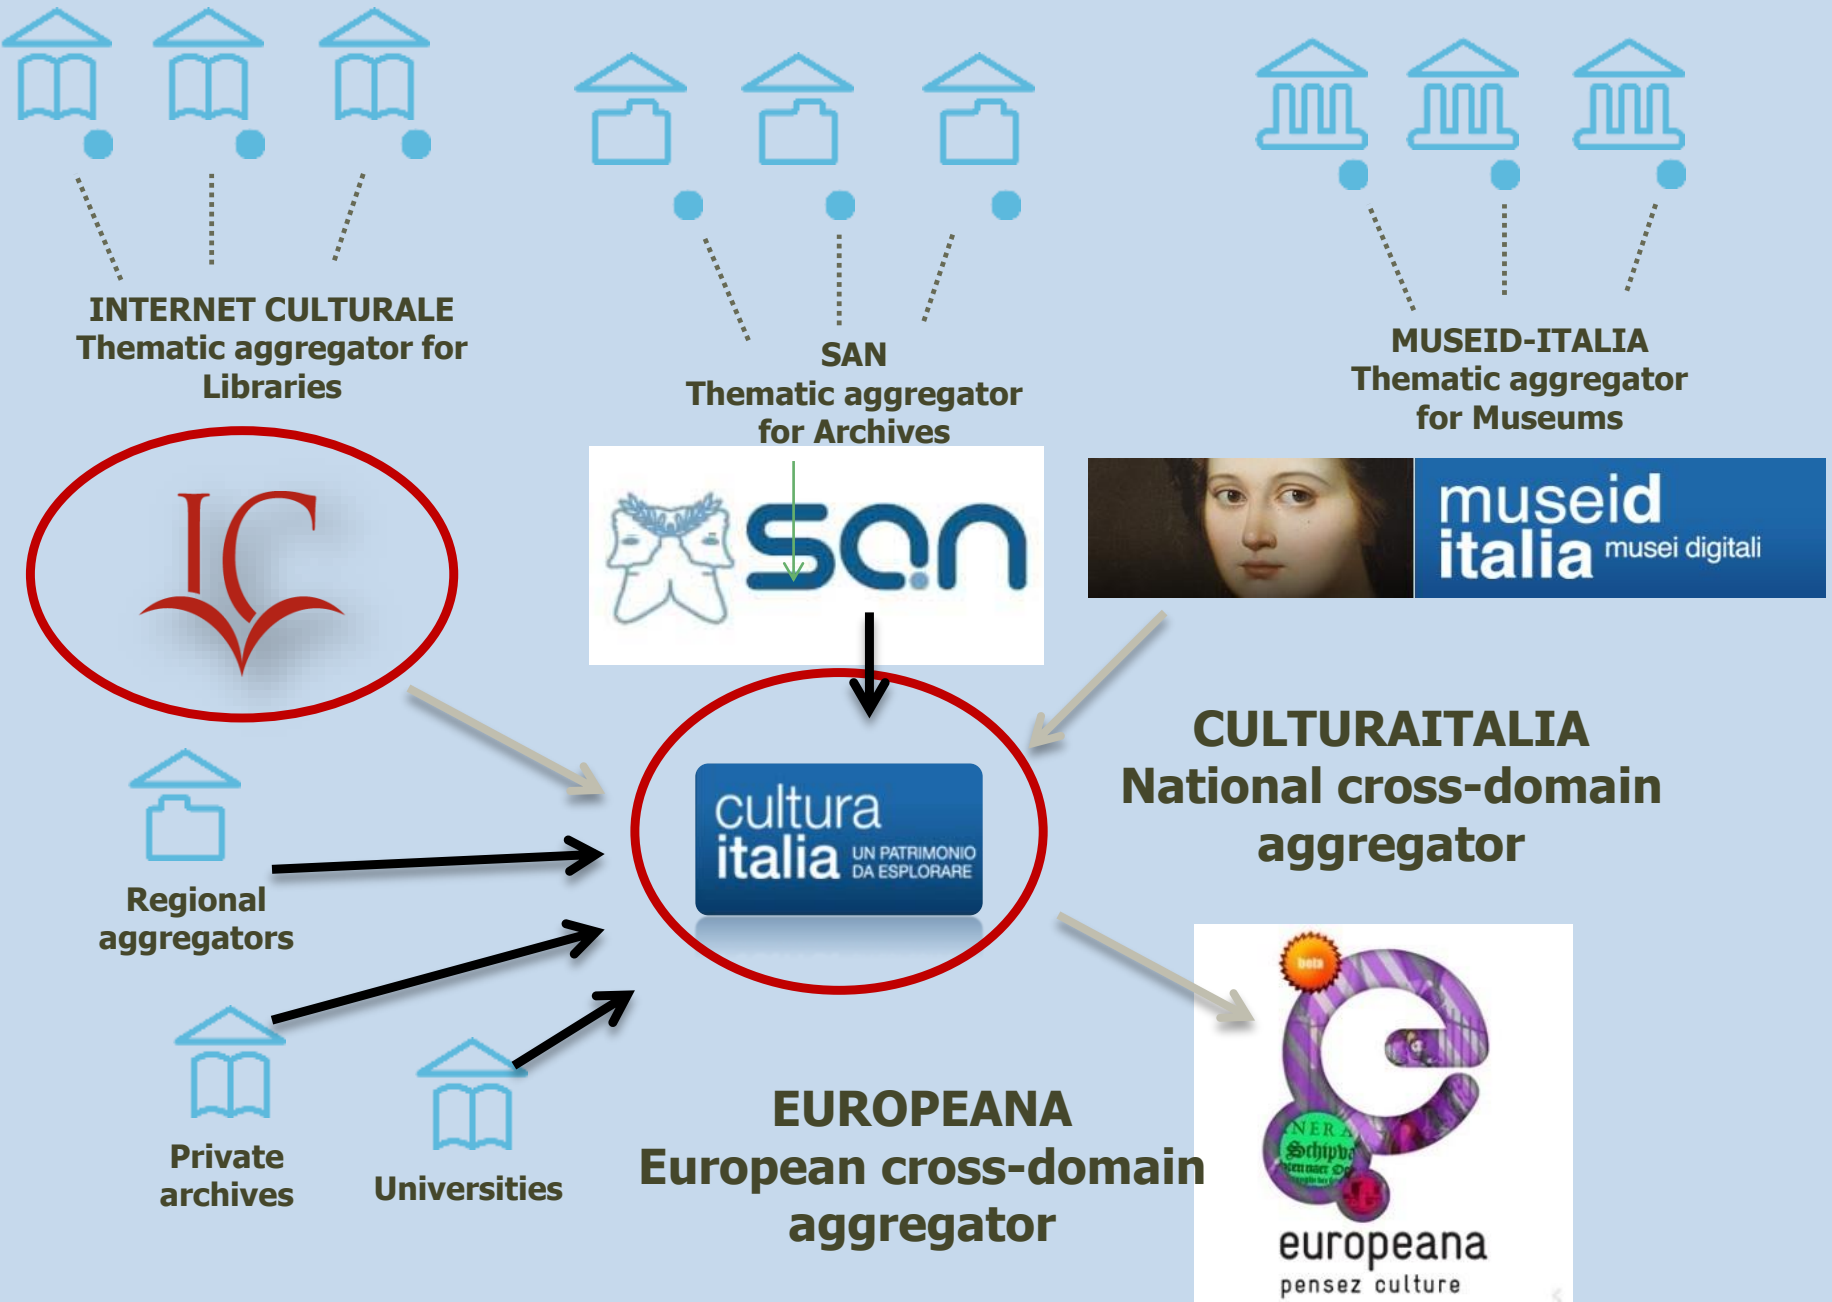 INTERNET CULTURALE
Thematic aggregator for
Libraries
SAN
Thematic aggregator
for Archives
MUSEID-ITALIA
Thematic aggregator
for Museums
IC
san
museid
italia musei digitali
CULTURAITALIA
National cross-domain
aggregator
cultura
italia UN PATRIMONIO
DA ESPLORARE
Regional
aggregators
Private
archives
Universities
EUROPEANA
European cross-domain
aggregator
beta
NERA
Schipva
europeana
pensez culture